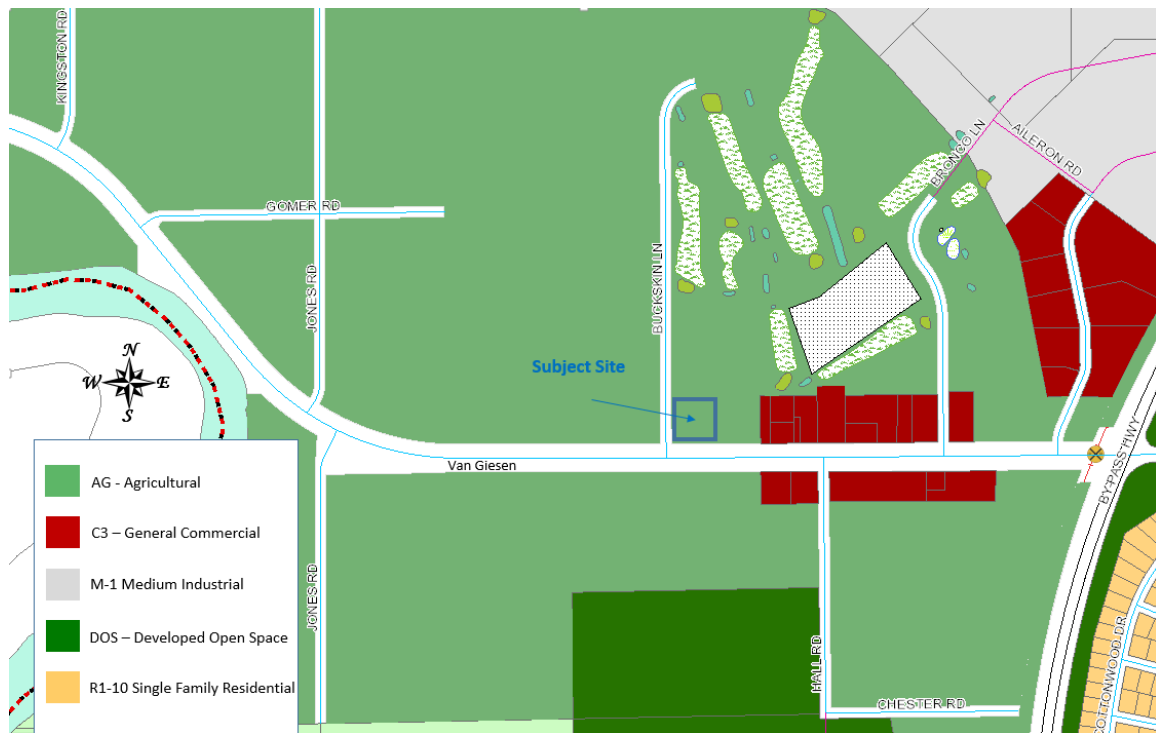 KINGSTON RD
GOMER RD
JONES RD
BUCKSKIN LN
BRONCO LN
AILERON RD
Subject Site
N
W E
S
Van Giesen
BYPASS HWY
JONES RD
HALL RD
CHESTER RD
COTTONWOOD DR
AG - Agricultural
C3 – General Commercial
M-1 Medium Industrial
DOS – Developed Open Space
R1-10 Single Family Residential